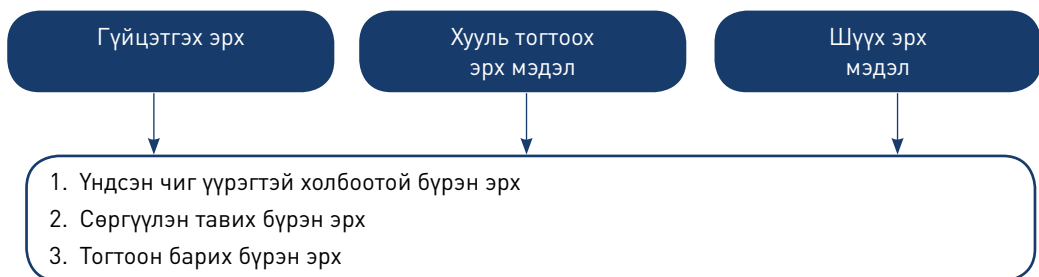 Гүйцэтгэх эрх
Хууль тогтоох
эрх мэдэл
Шүүх эрх
мэдэл
1. Үндсэн чиг үүрэгтэй холбоотой бүрэн эрх
2. Сөргүүлэн тавих бүрэн эрх
3. Тогтоон барих бүрэн эрх